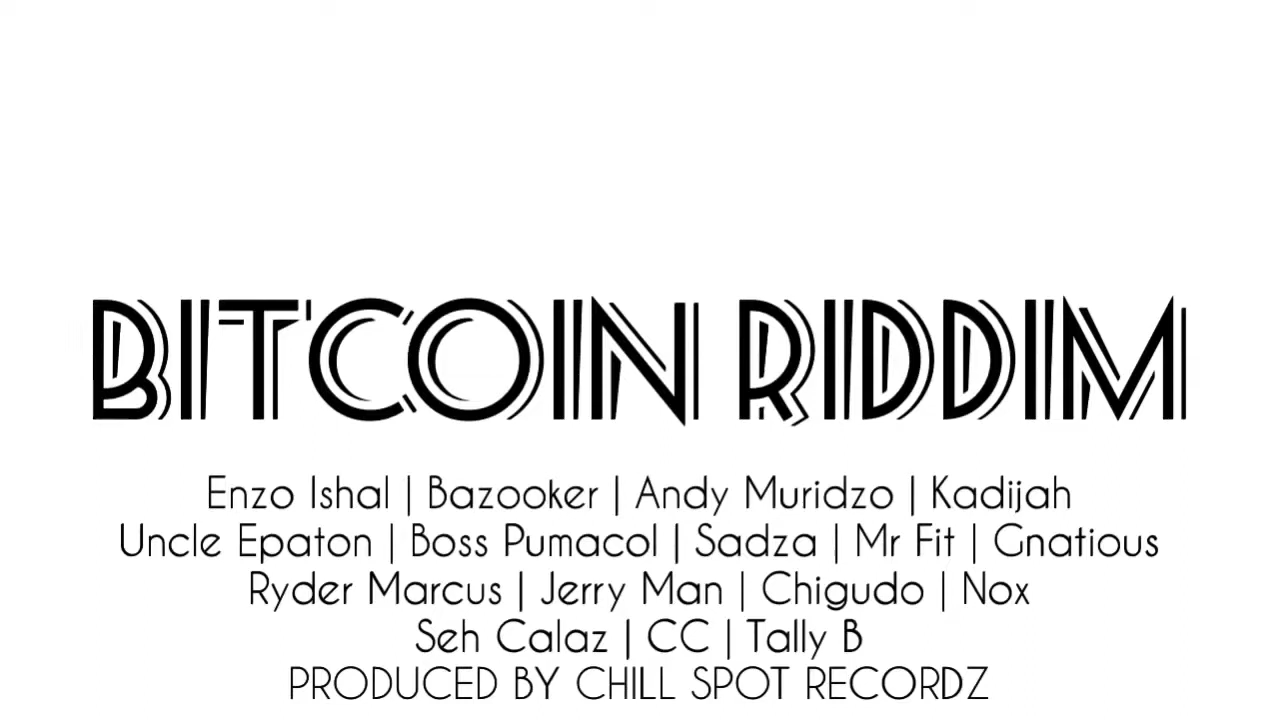 BITCOIN RIDDIM
Enzo Ishal | Bazooker | Andy Muridzo | Kadijah
Uncle Epaton | Boss Pumacol | Sadza | Mr Fit | Gnatious
Ryder Marcus | Jerry Man | Chigudo | Nox
Seh Calaz | CC | Tally B
PRODUCED BY CHILL SPOT RECORDZ